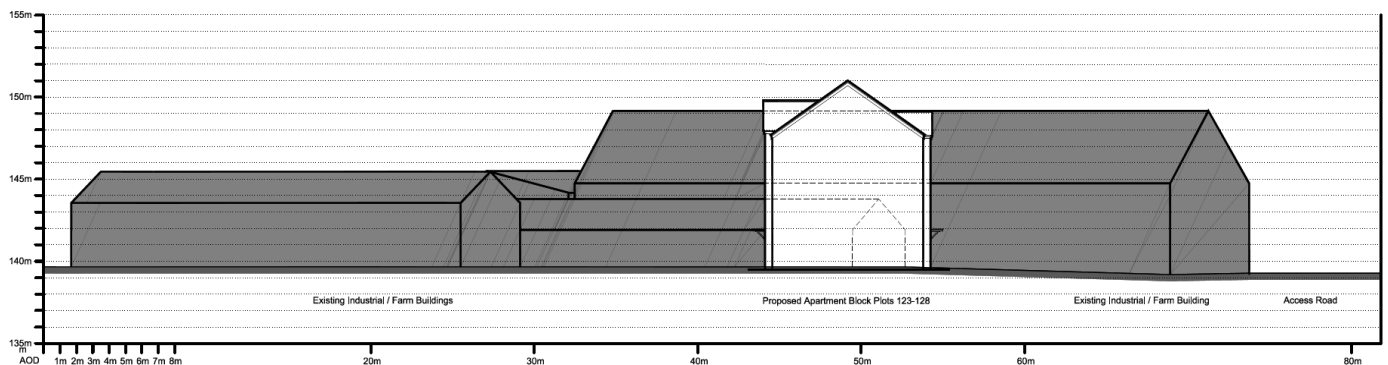 155m
150m
145m
140m
Existing Industrial / Farm Buildings
Proposed Apartment Block Plots 123-128
Existing Industrial / Farm Building
Access Road
135m
m
AOD
1m 2m 3m 4m 5m 6m 7m 8m 20m 30m 40m 50m 60m 80m